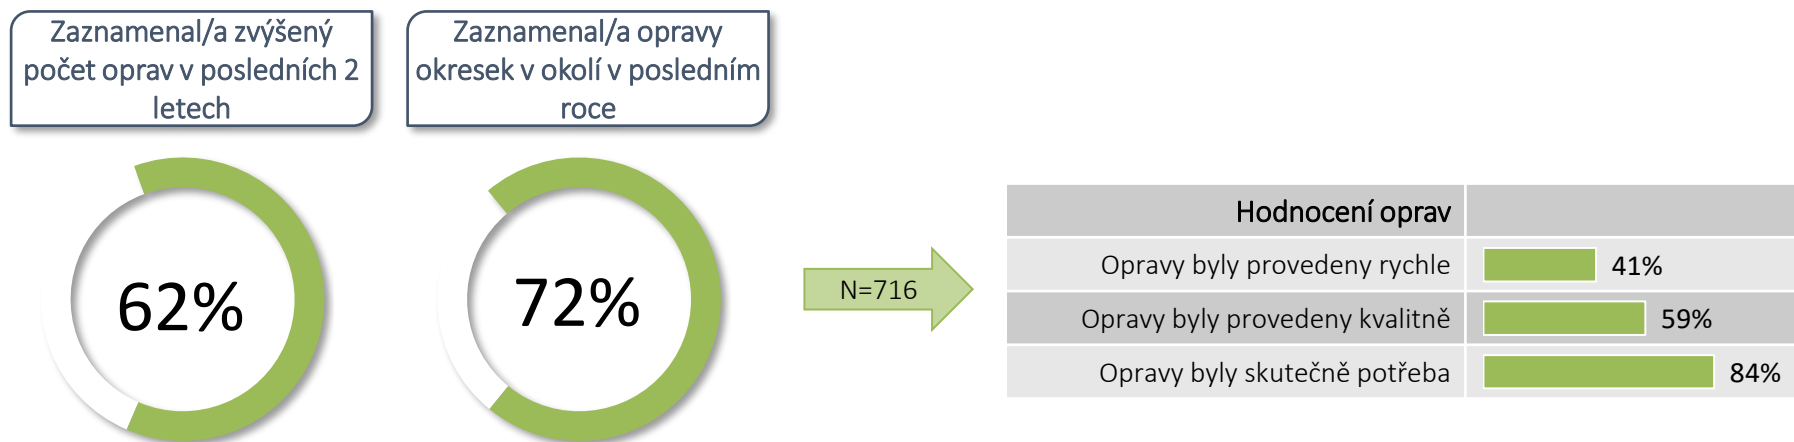 Zaznamenal/a zvýšený
počet oprav v posledních 2
letech
Zaznamenal/a opravy
okresek v okolí v posledním
roce
62%
72%
N=716
Hodnocení oprav
Opravy byly provedeny rychle
41%
Opravy byly provedeny kvalitně
59%
Opravy byly skutečně potřeba
84%